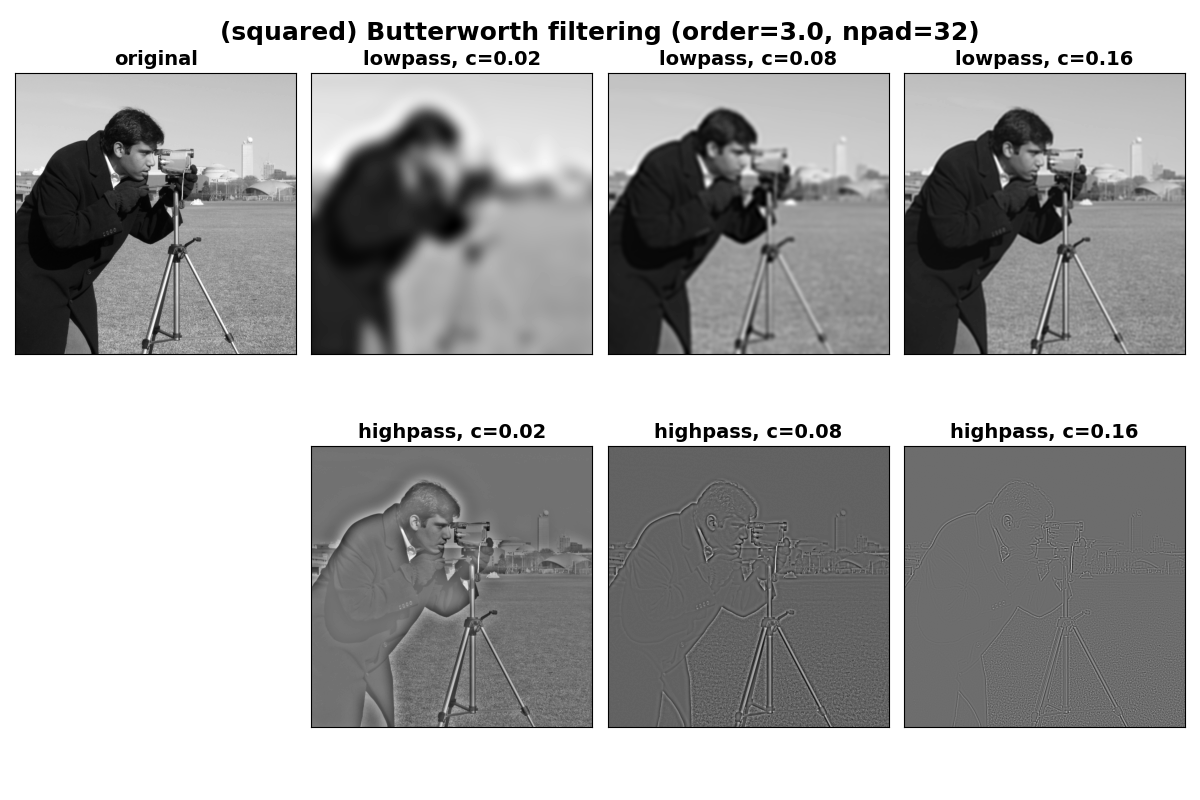 (squared) Butterworth filtering (order=3.0, npad=32)
original
lowpass, c=0.02
lowpass, c=0.08
lowpass, c=0.16
highpass, c=0.02
highpass, c=0.08
highpass, c=0.16